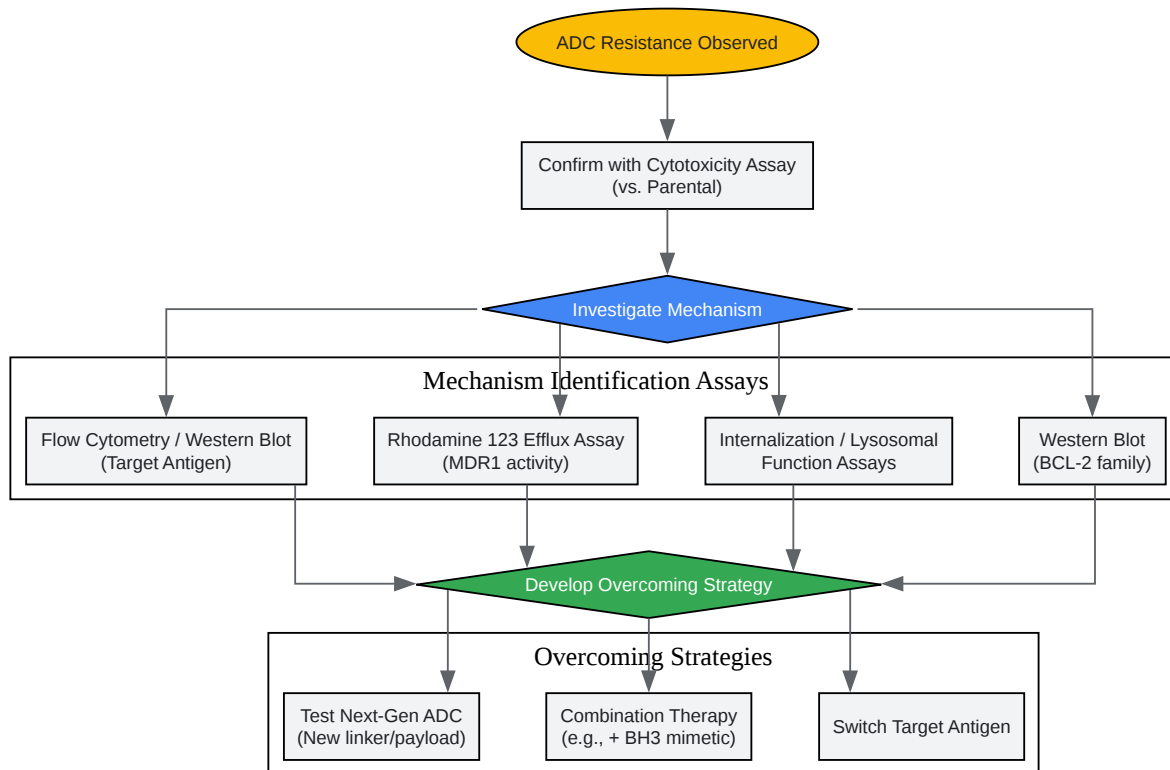 ADC Resistance Observed
Confirm with Cytotoxicity Assay
(vs. Parental)
Investigate Mechanism
Mechanism Identification Assays
Flow Cytometry / Western Blot
(Target Antigen)
Rhodamine 123 Efflux Assay
(MDR1 activity)
Internalization / Lysosomal
Function Assays
Western Blot
(BCL-2 family)
Develop Overcoming Strategy
Overcoming Strategies
Test Next-Gen ADC
(New linker/payload)
Combination Therapy
(e.g., + BH3 mimetic)
Switch Target Antigen